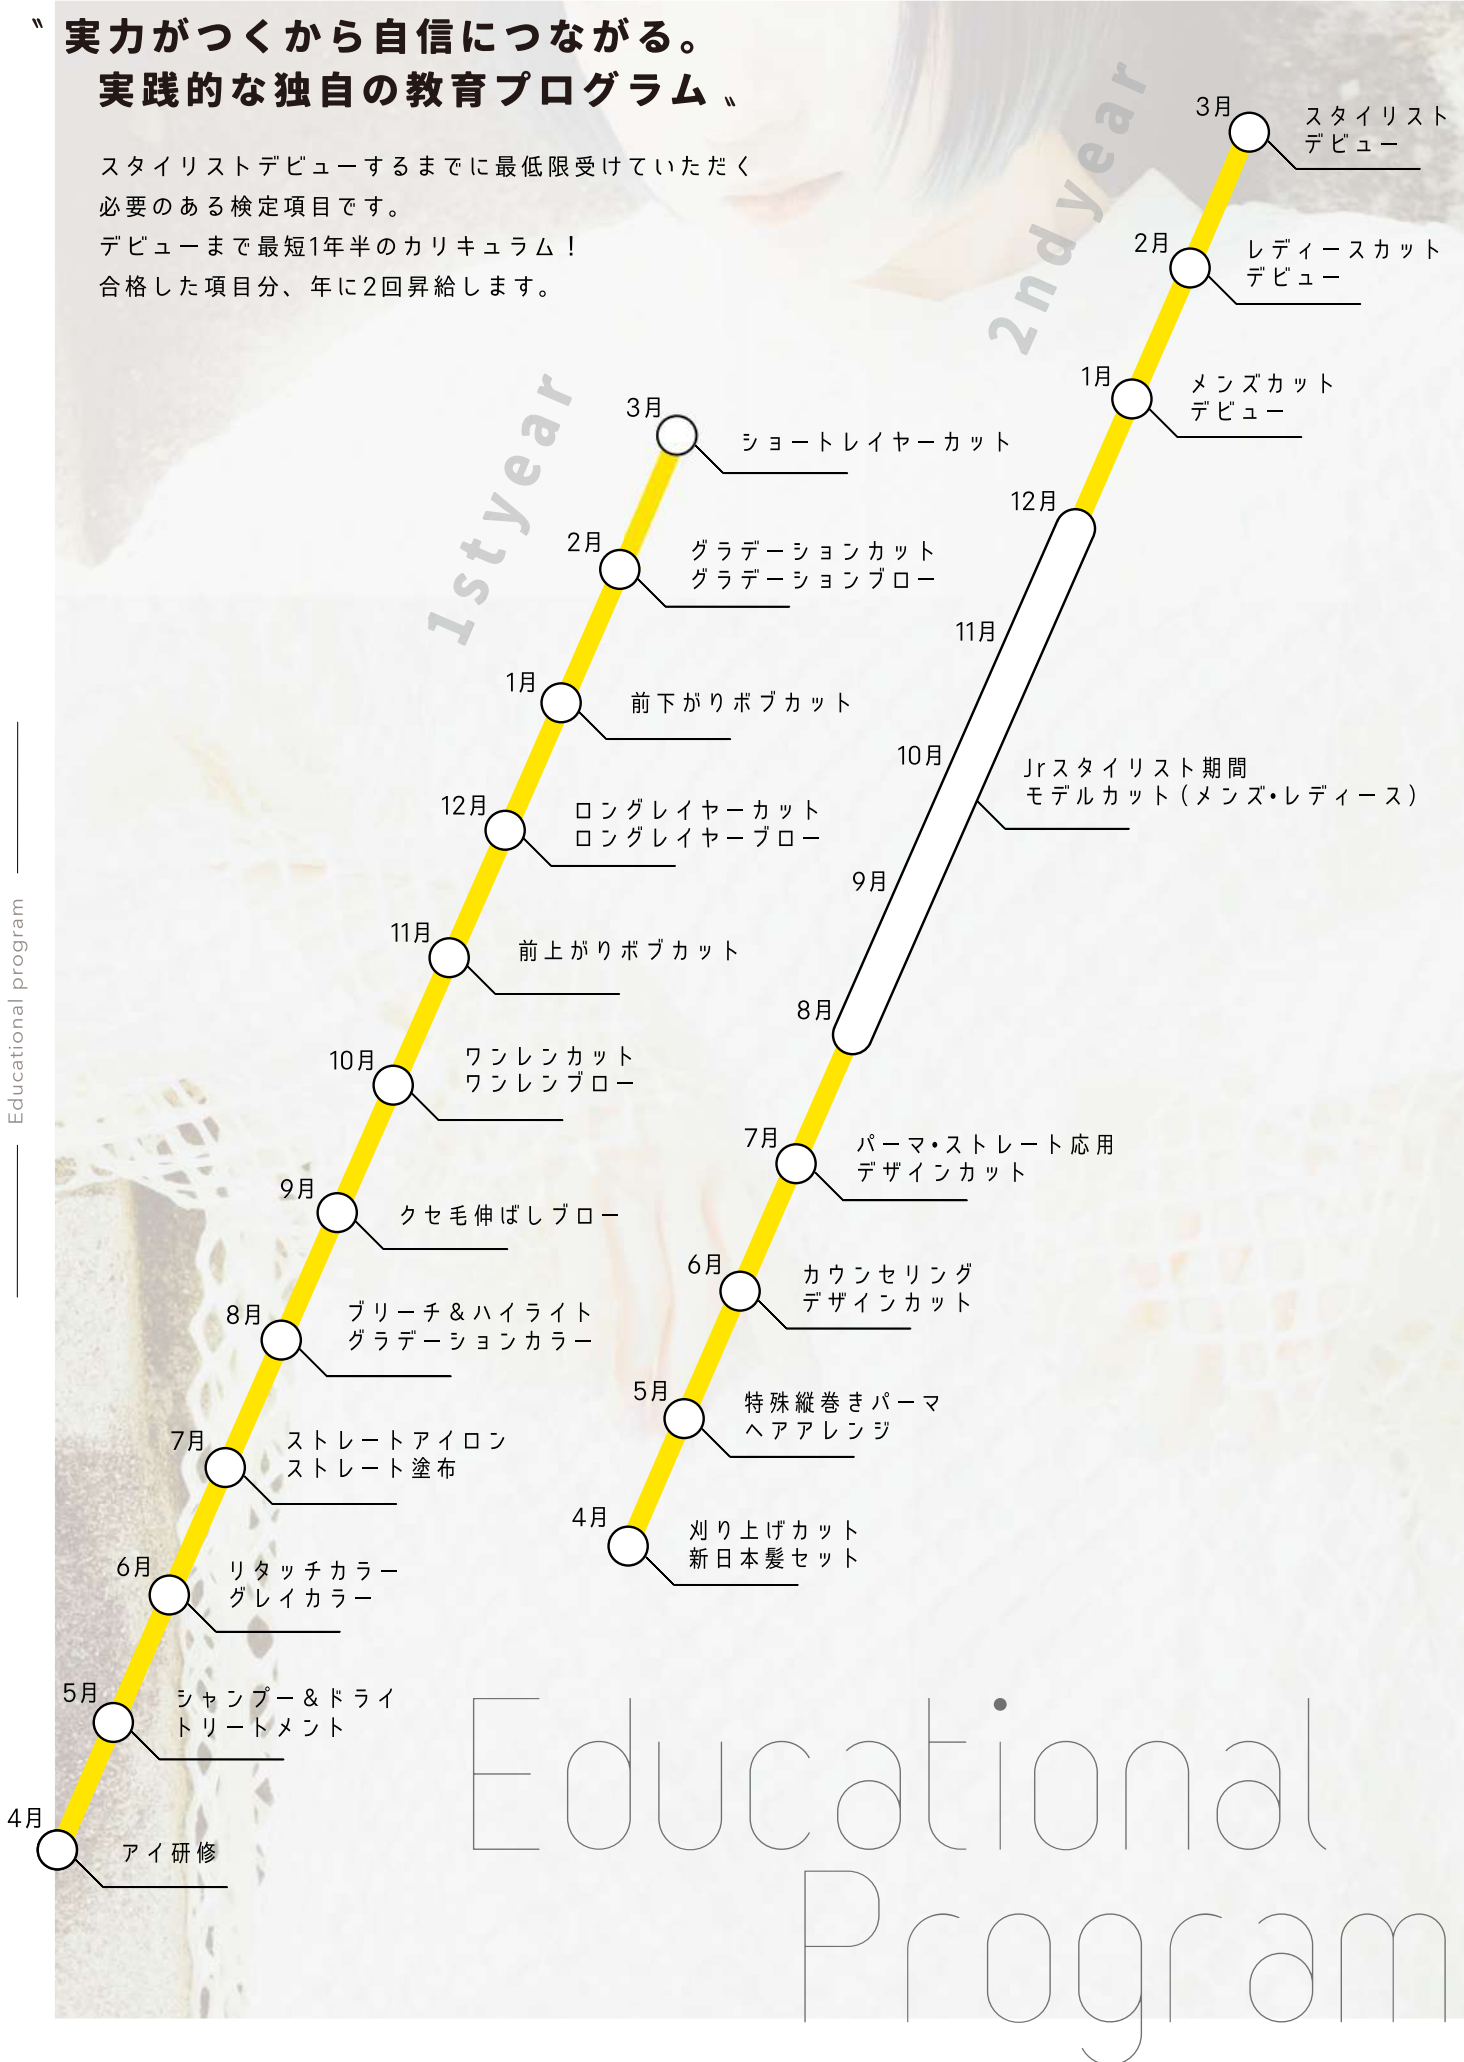 〝実力がつくから自信につながる。
実践的な独自の教育プログラム〟
スタイリストデビューするまでに最低限受けていただく
必要のある検定項目です。
デビューまで最短1年半のカリキュラム！
合格した項目分、年に2回昇給します。
1styear
3月
ショートレイヤーカット
2月
グラデーションカット
グラデーションブロー
1月
前下がりボブカット
12月
ロングレイヤーカット
ロングレイヤーブロー
11月
前上がりボブカット
10月
ワンレンカット
ワンレンブロー
9月
クセ毛伸ばしブロー
8月
ブリーチ＆ハイライト
グラデーションカラー
7月
ストレートアイロン
ストレート塗布
6月
リタッチカラー
グレイカラー
5月
シャンプー＆ドライ
トリートメント
4月
アイ研修
2ndyear
3月
スタイリスト
デビュー
2月
レディースカット
デビュー
1月
メンズカット
デビュー
12月
11月
10月
9月
8月
Jrスタイリスト期間
モデルカット（メンズ・レディース）
7月
パーマ・ストレート応用
デザインカット
6月
カウンセリング
デザインカット
5月
特殊縦巻きパーマ
ヘアアレンジ
4月
刈り上げカット
新日本髪セット
Educational program
Educational
Program